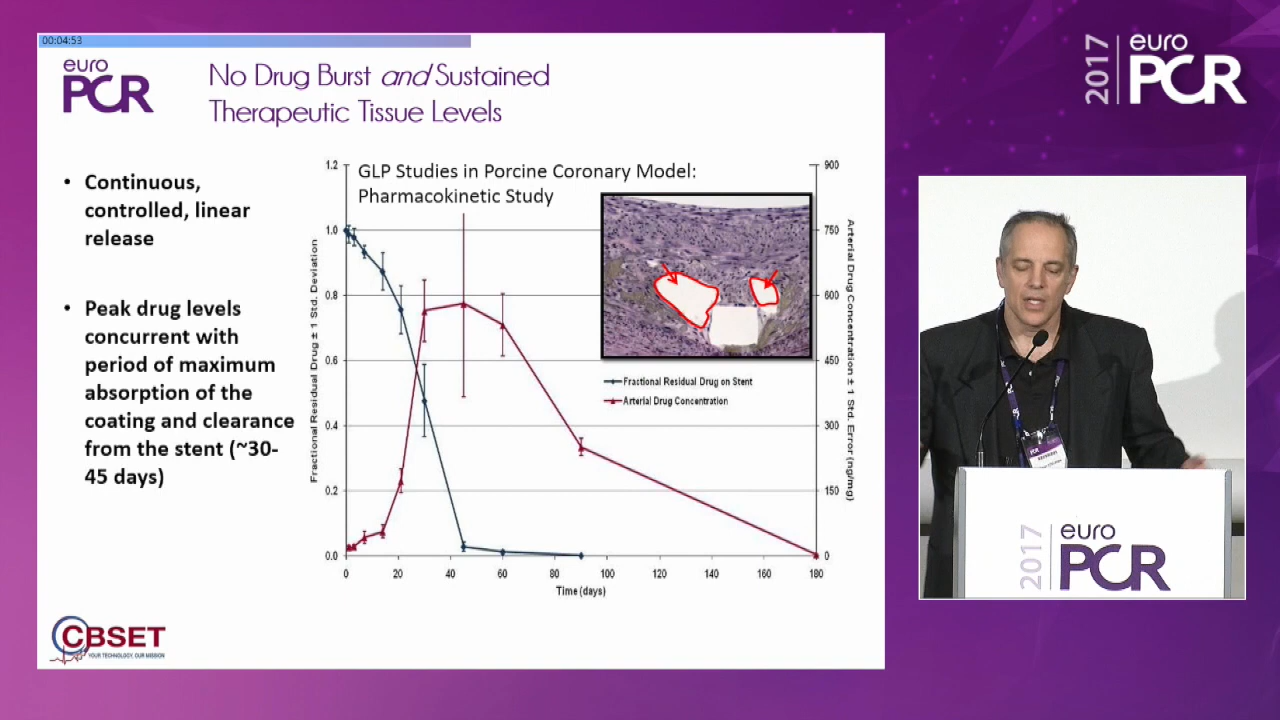 00:04:53
euro
PCR
No Drug Burst and Sustained
Therapeutic Tissue Levels
• Continuous,
controlled, linear
release
• Peak drug levels
concurrent with
period of maximum
absorption of the
coating and clearance
from the stent (~30-
45 days)
GLP Studies in Porcine Coronary Model:
Pharmacokinetic Study
1.2
1.0
0.8
0.6
0.4
0.2
0.0
Fractional Residual Drug ± 1 Std. Deviation
900
750
600
450
300
150
0
Arterial Drug Concentration ± 1 Std. Error (ng/mg)
Fractional Residual Drug on Stent
Arterial Drug Concentration
0 20 40 60 80 100 120 140 160 180
Time (days)
CBSET
YOUR TECHNOLOGY, OUR MISSION
2017
euro
PCR
2017
euro
PCR